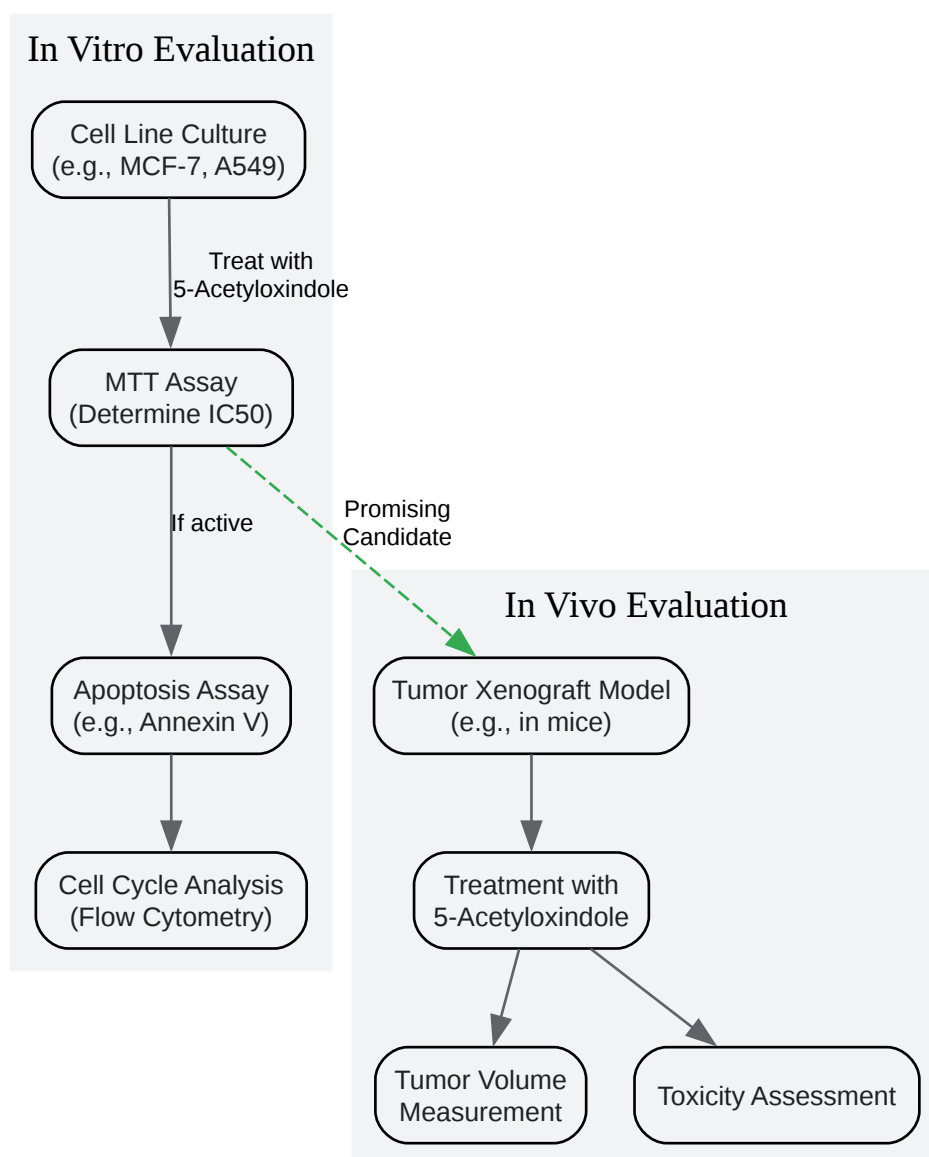 In Vitro Evaluation
Cell Line Culture
(e.g., MCF-7, A549)
Treat with
5-Acetyloxindole
MTT Assay
(Determine IC50)
If active
Promising
Candidate
Apoptosis Assay
(e.g., Annexin V)
Cell Cycle Analysis
(Flow Cytometry)
In Vivo Evaluation
Tumor Xenograft Model
(e.g., in mice)
Treatment with
5-Acetyloxindole
Tumor Volume
Measurement
Toxicity Assessment